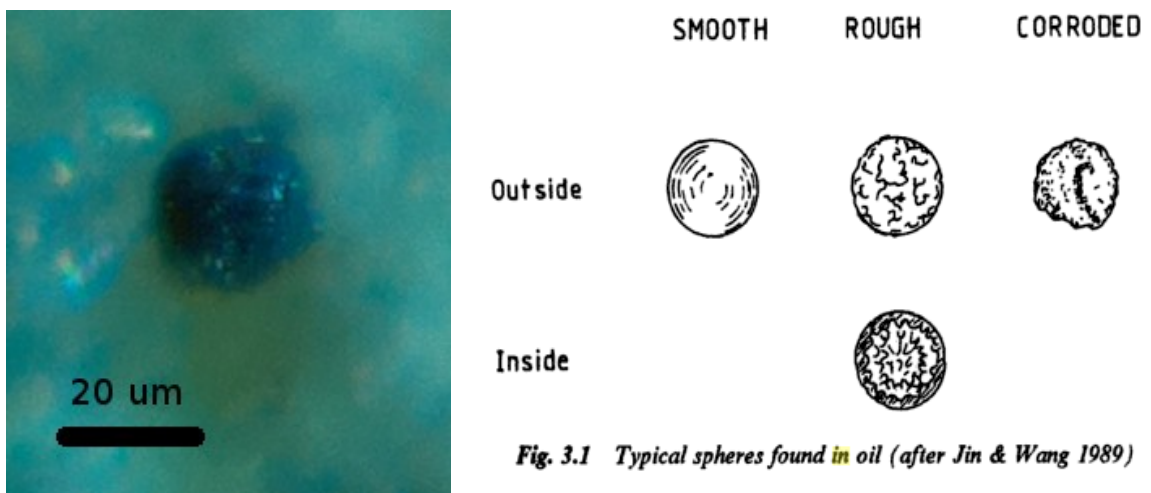 20 um
SMOOTH ROUGH CORRODED
Outside
Inside
Fig. 3.1 Typical spheres found in oil (after Jin & Wang 1989)